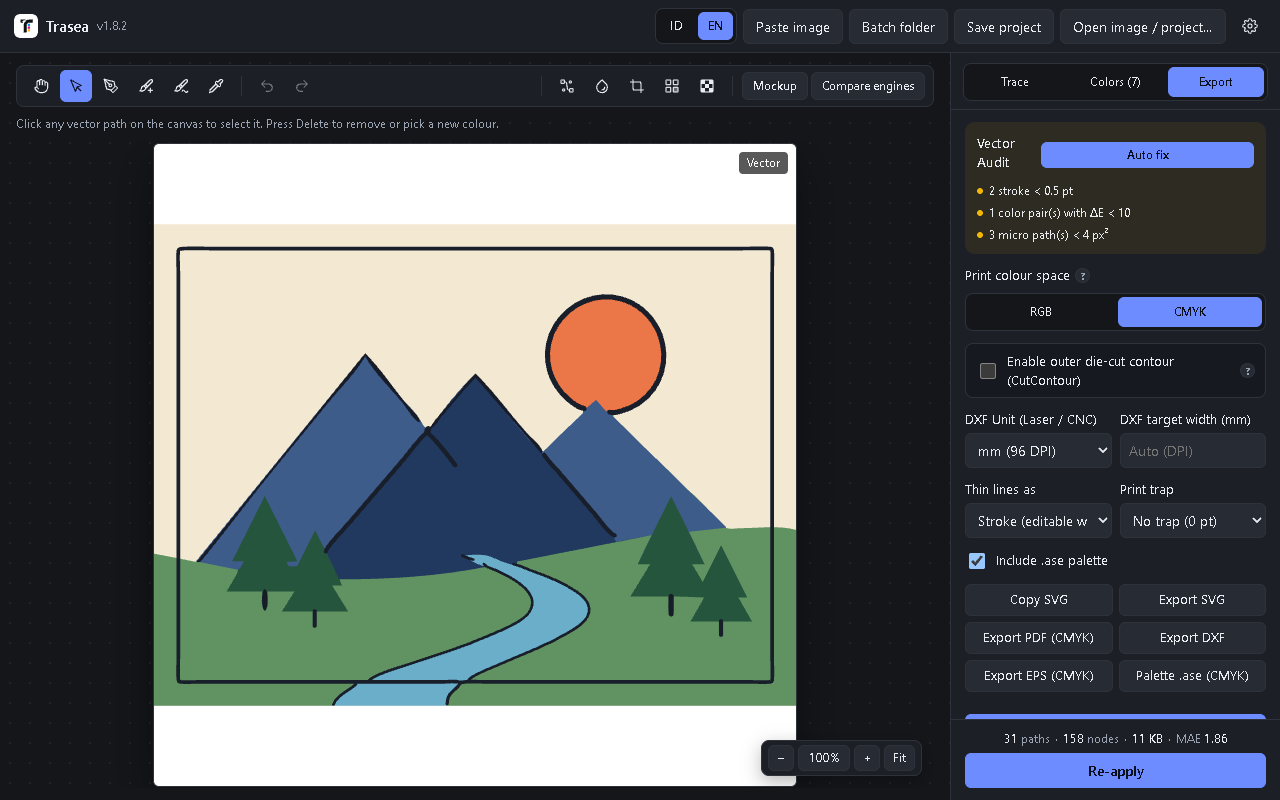 Trasea v1.8.2
ID EN Paste image Batch folder Save project Open image / project...
Mockup Compare engines
Click any vector path on the canvas to select it. Press Delete to remove or pick a new colour.
Vector
100% + Fit
−
Trace Colors (7) Export
Vector
Audit
Auto fix
2 stroke < 0.5 pt
1 color pair(s) with ΔE < 10
3 micro path(s) < 4 px²
Print colour space ?
RGB CMYK
Enable outer die-cut contour
(CutContour)
?
DXF Unit (Laser / CNC) DXF target width (mm)
mm (96 DPI) Auto (DPI)
Thin lines as Print trap
Stroke (editable w No trap (0 pt)
Include .ase palette
Copy SVG Export SVG
Export PDF (CMYK) Export DXF
Export EPS (CMYK) Palette .ase (CMYK)
31 paths · 158 nodes · 11 KB · MAE 1.86
Re-apply